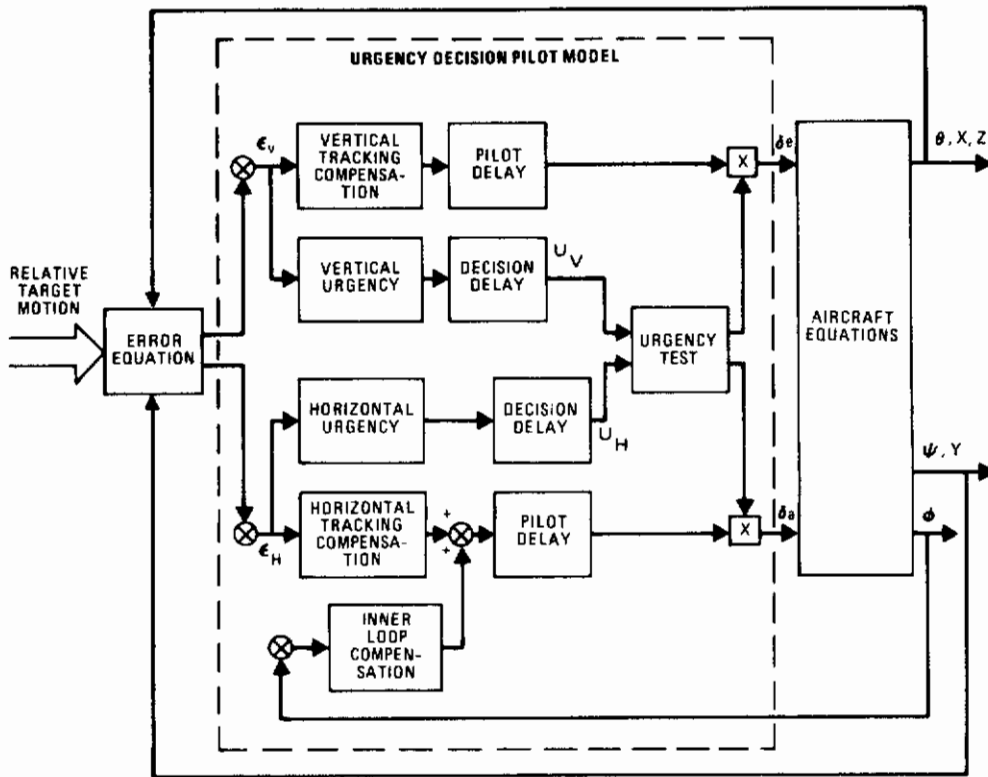 URGENCY DECISION PILOT MODEL
ϵ_v
VERTICAL
TRACKING
COMPENSA-
TION
PILOT
DELAY
X
δe
θ, X, Z
VERTICAL
URGENCY
DECISION
DELAY
U_V
RELATIVE
TARGET
MOTION
ERROR
EQUATION
URGENCY
TEST
AIRCRAFT
EQUATIONS
HORIZONTAL
URGENCY
DECISION
DELAY
U_H
ψ, Y
ϵ_H
HORIZONTAL
TRACKING
COMPENSA-
TION
+
+
PILOT
DELAY
X
δa
ϕ
INNER
LOOP
COMPEN-
SATION